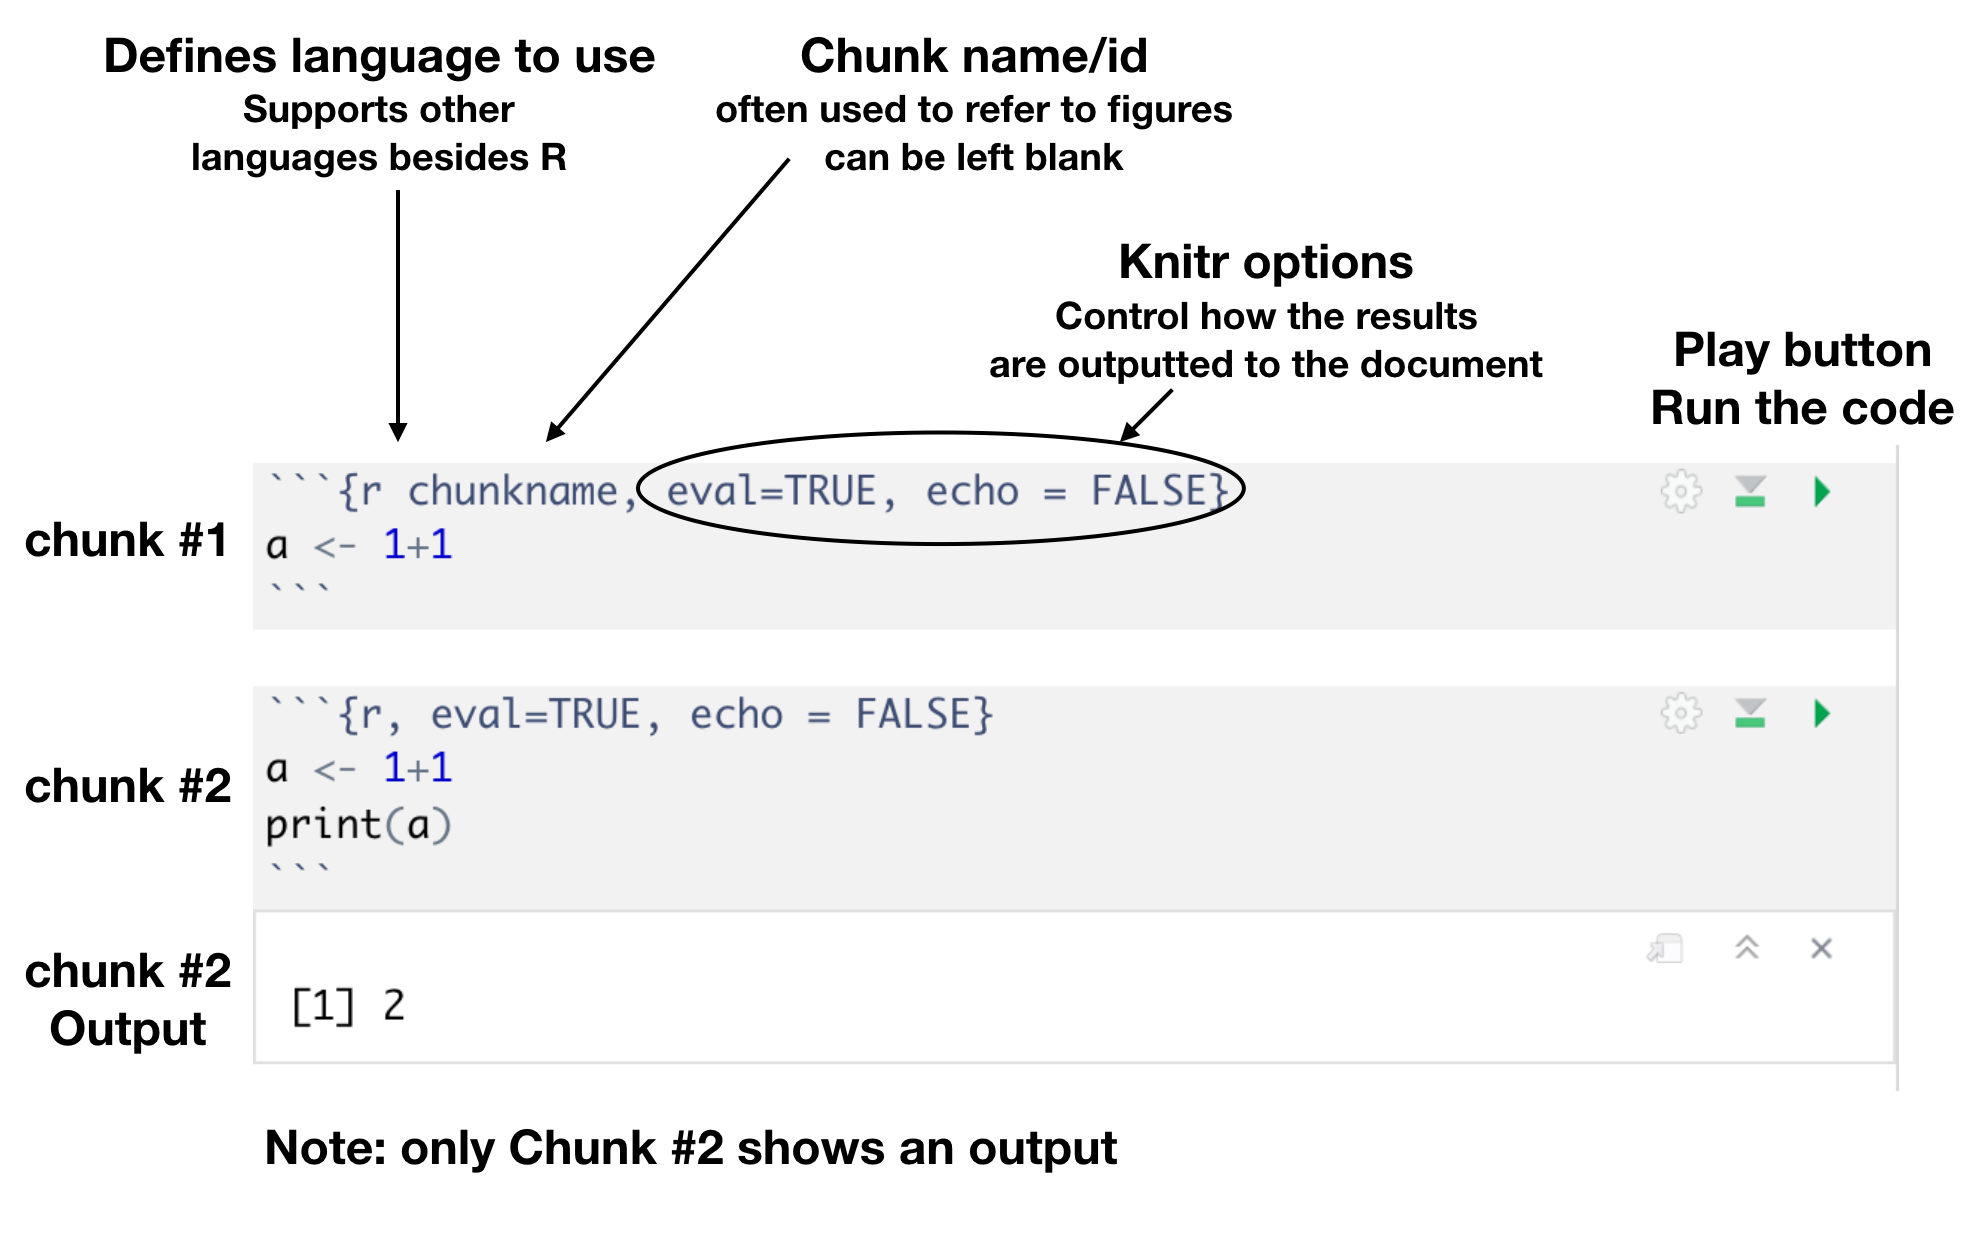 Defines language to use
Supports other
languages besides R
Chunk name/id
often used to refer to figures
can be left blank
Knitr options
Control how the results
are outputted to the document
Play button
Run the code
chunk #1
```{r chunkname, eval=TRUE, echo = FALSE}
a <- 1+1
```
chunk #2
```{r, eval=TRUE, echo = FALSE}
a <- 1+1
print(a)
```
chunk #2
Output
[1] 2
Note: only Chunk #2 shows an output